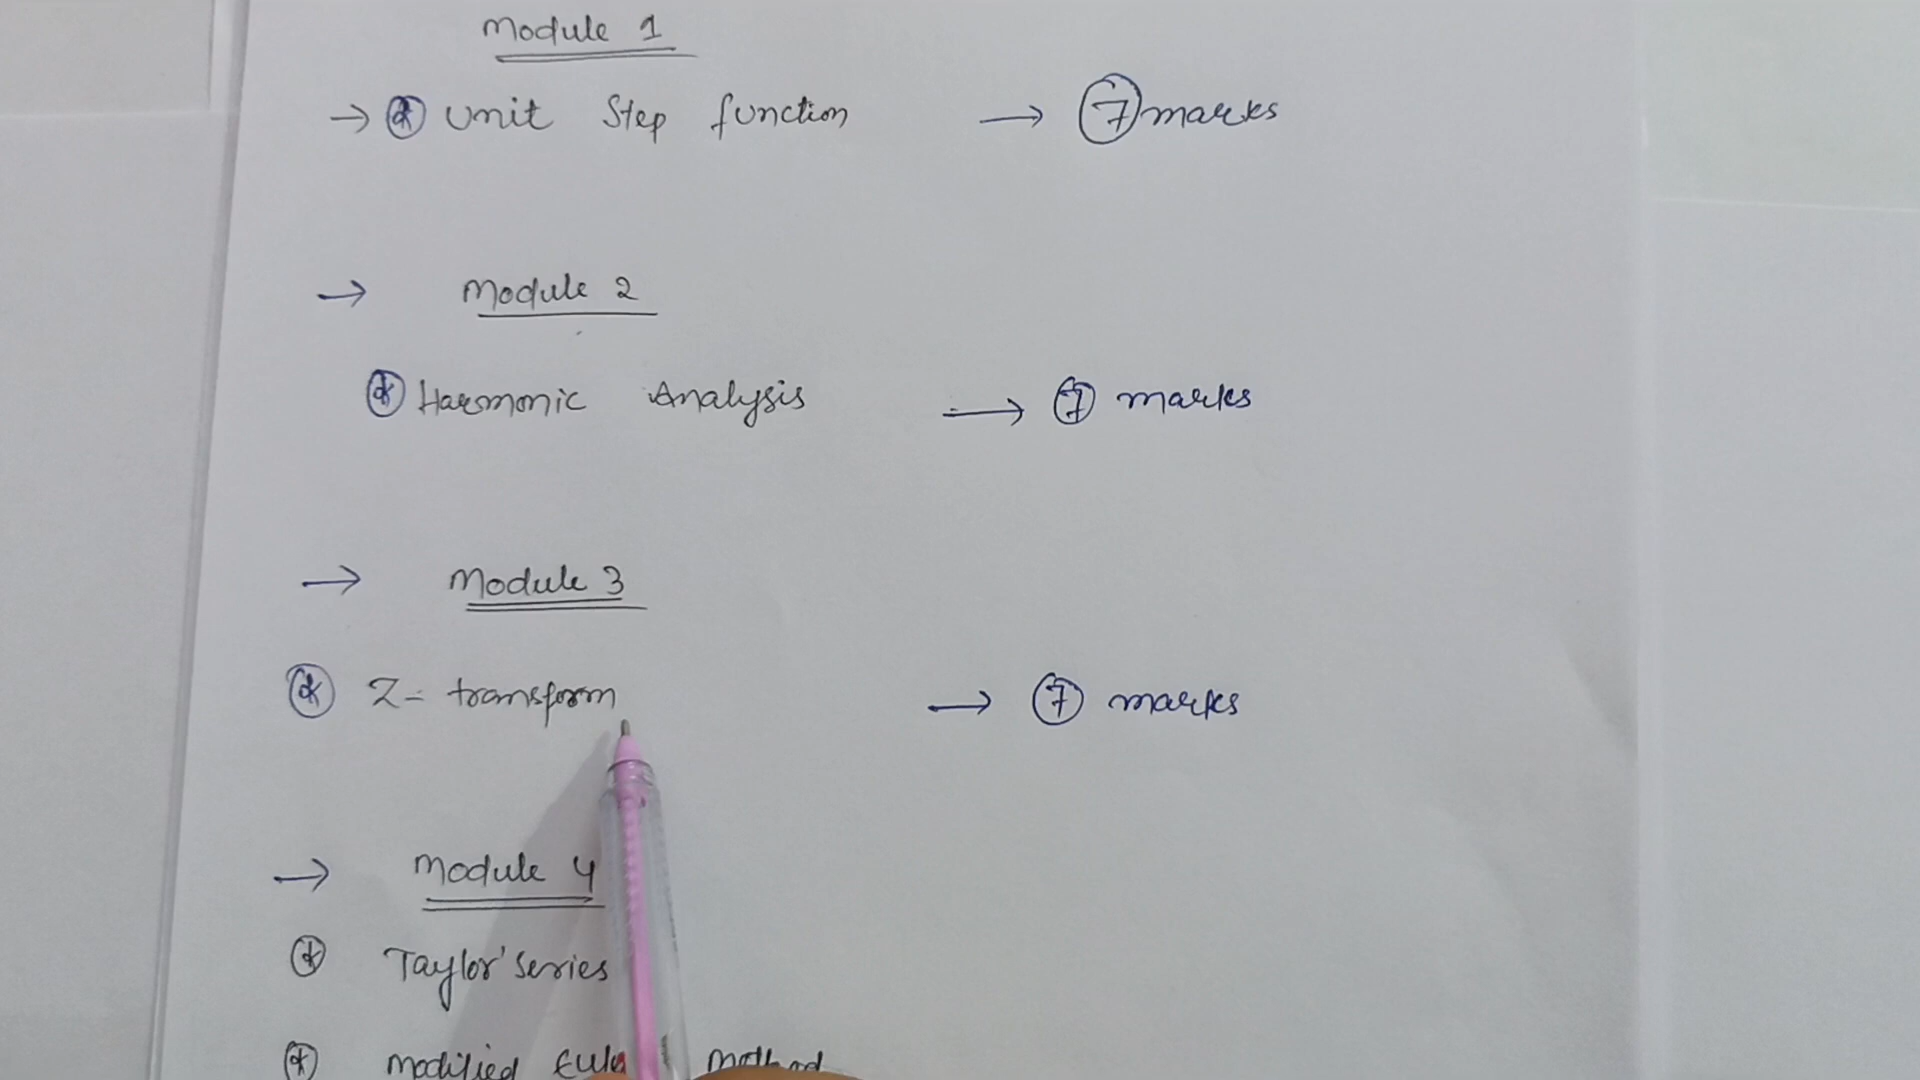 Module 1
→ * Unit Step function → 7 marks
→ Module 2
* Harmonic Analysis → 7 marks
→ Module 3
* Z-transform → 7 marks
→ Module 4
* Taylor' series
* Modified method